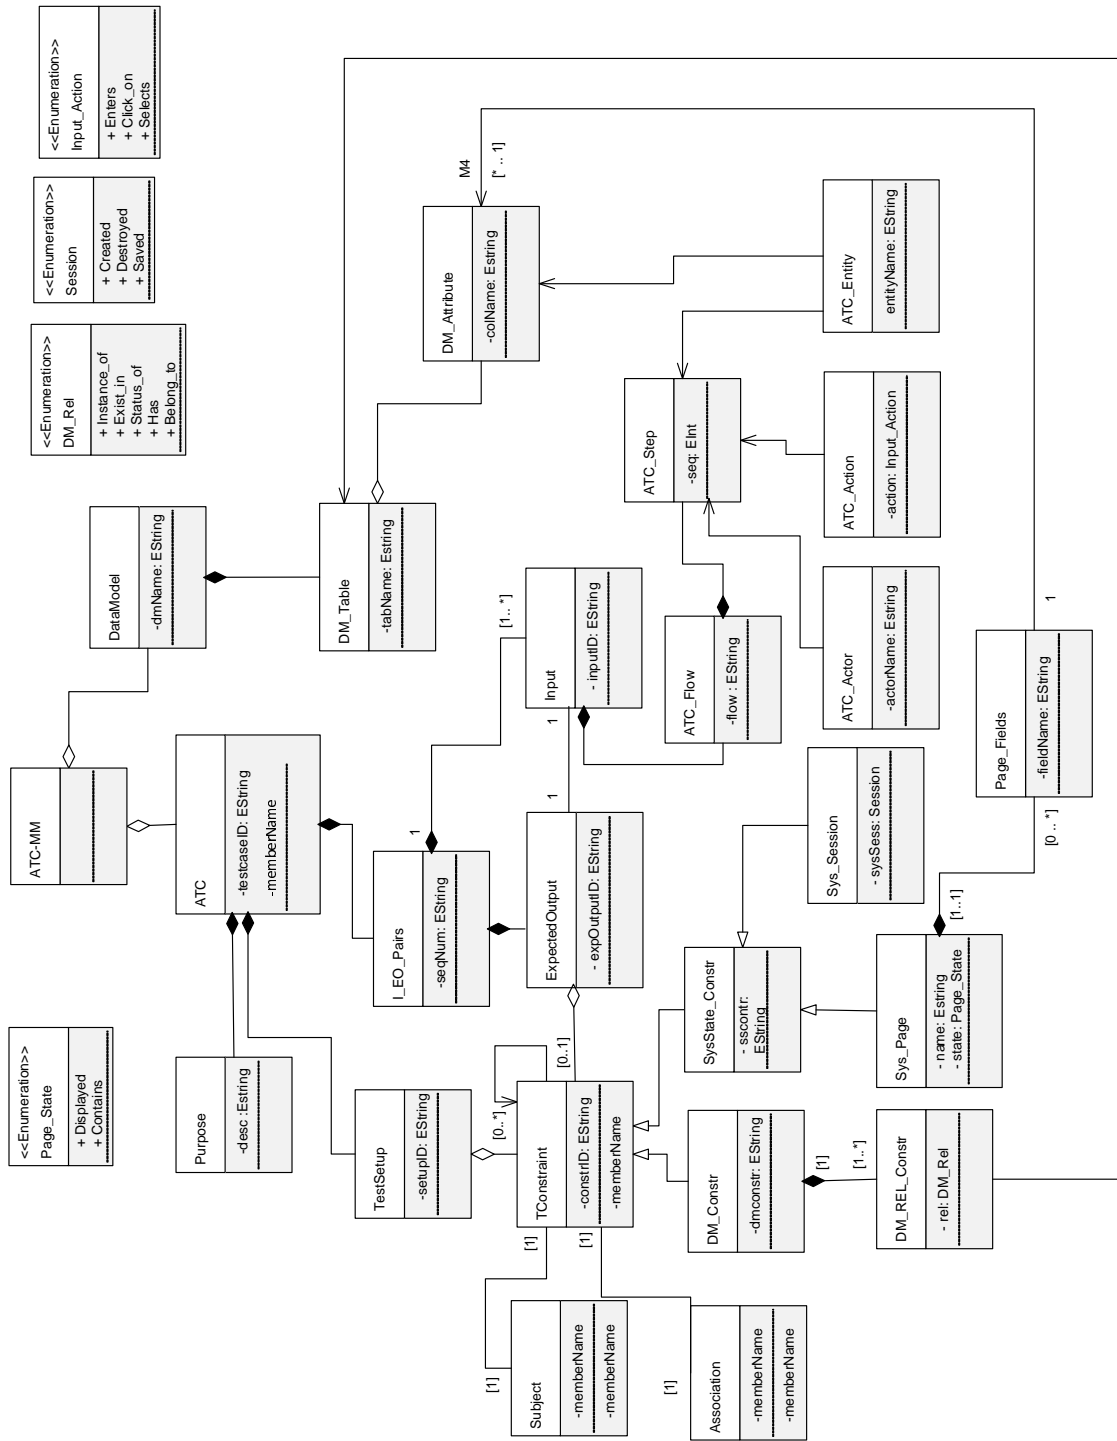 <<Enumeration>>
Page_State
+ Displayed
+ Contains
ATC-MM
<<Enumeration>>
DM_Rel
+ Instance_of
+ Exist_in
+ Status_of
+ Has
+ Belong_to
<<Enumeration>>
Session
+ Created
+ Destroyed
+ Saved
<<Enumeration>>
Input_Action
+ Enters
+ Click_on
+ Selects
DataModel
-dmName: EString
Purpose
-desc :Estring
ATC
-testcaseID: EString
-memberName
DM_Table
-tabName: Estring
DM_Attribute
-colName: Estring
M4
[* .. 1]
TestSetup
-setupID: EString
I_EO_Pairs
-seqNum: EString
1
[1.. *]
Subject
-memberName
-memberName
[1]
[1]
TConstraint
-constrID: EString
-memberName
[0..*]
[0..1]
[1]
ExpectedOutput
- expOutputID: EString
1
1
Input
- inputID: EString
ATC_Flow
-flow : EString
ATC_Step
-seq: EInt
Association
-memberName
-memberName
[1]
DM_Constr
-dmconstr: EString
[1]
[1..*]
SysState_Constr
- sscontr:
EString
Sys_Session
- sysSess: Session
ATC_Actor
-actorName: Estring
ATC_Action
-action: Input_Action
ATC_Entity
entityName: EString
DM_REL_Constr
- rel: DM_Rel
Sys_Page
- name: Estring
- state: Page_State
[1..1]
[0 .. *]
Page_Fields
-fieldName: EString
1